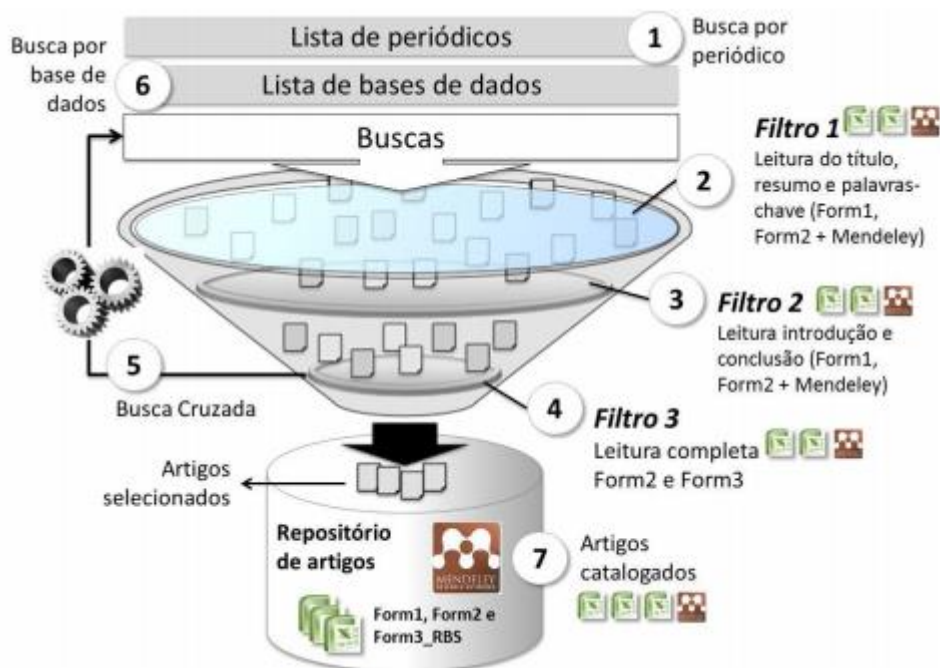 Lista de periódicos
1
Busca por
periódico
Busca por
base de
dados
6
Lista de bases de dados
Buscas
2
Filtro 1
Leitura do título,
resumo e palavras-
chave (Form1,
Form2 + Mendeley)
3
Filtro 2
Leitura introdução e
conclusão (Form1,
Form2 + Mendeley)
5
Busca Cruzada
4
Filtro 3
Leitura completa
Form2 e Form3
Artigos
selecionados
Repositório
de artigos
MENDELEY
Form1, Form2 e
Form3_RBS
7
Artigos
catalogados